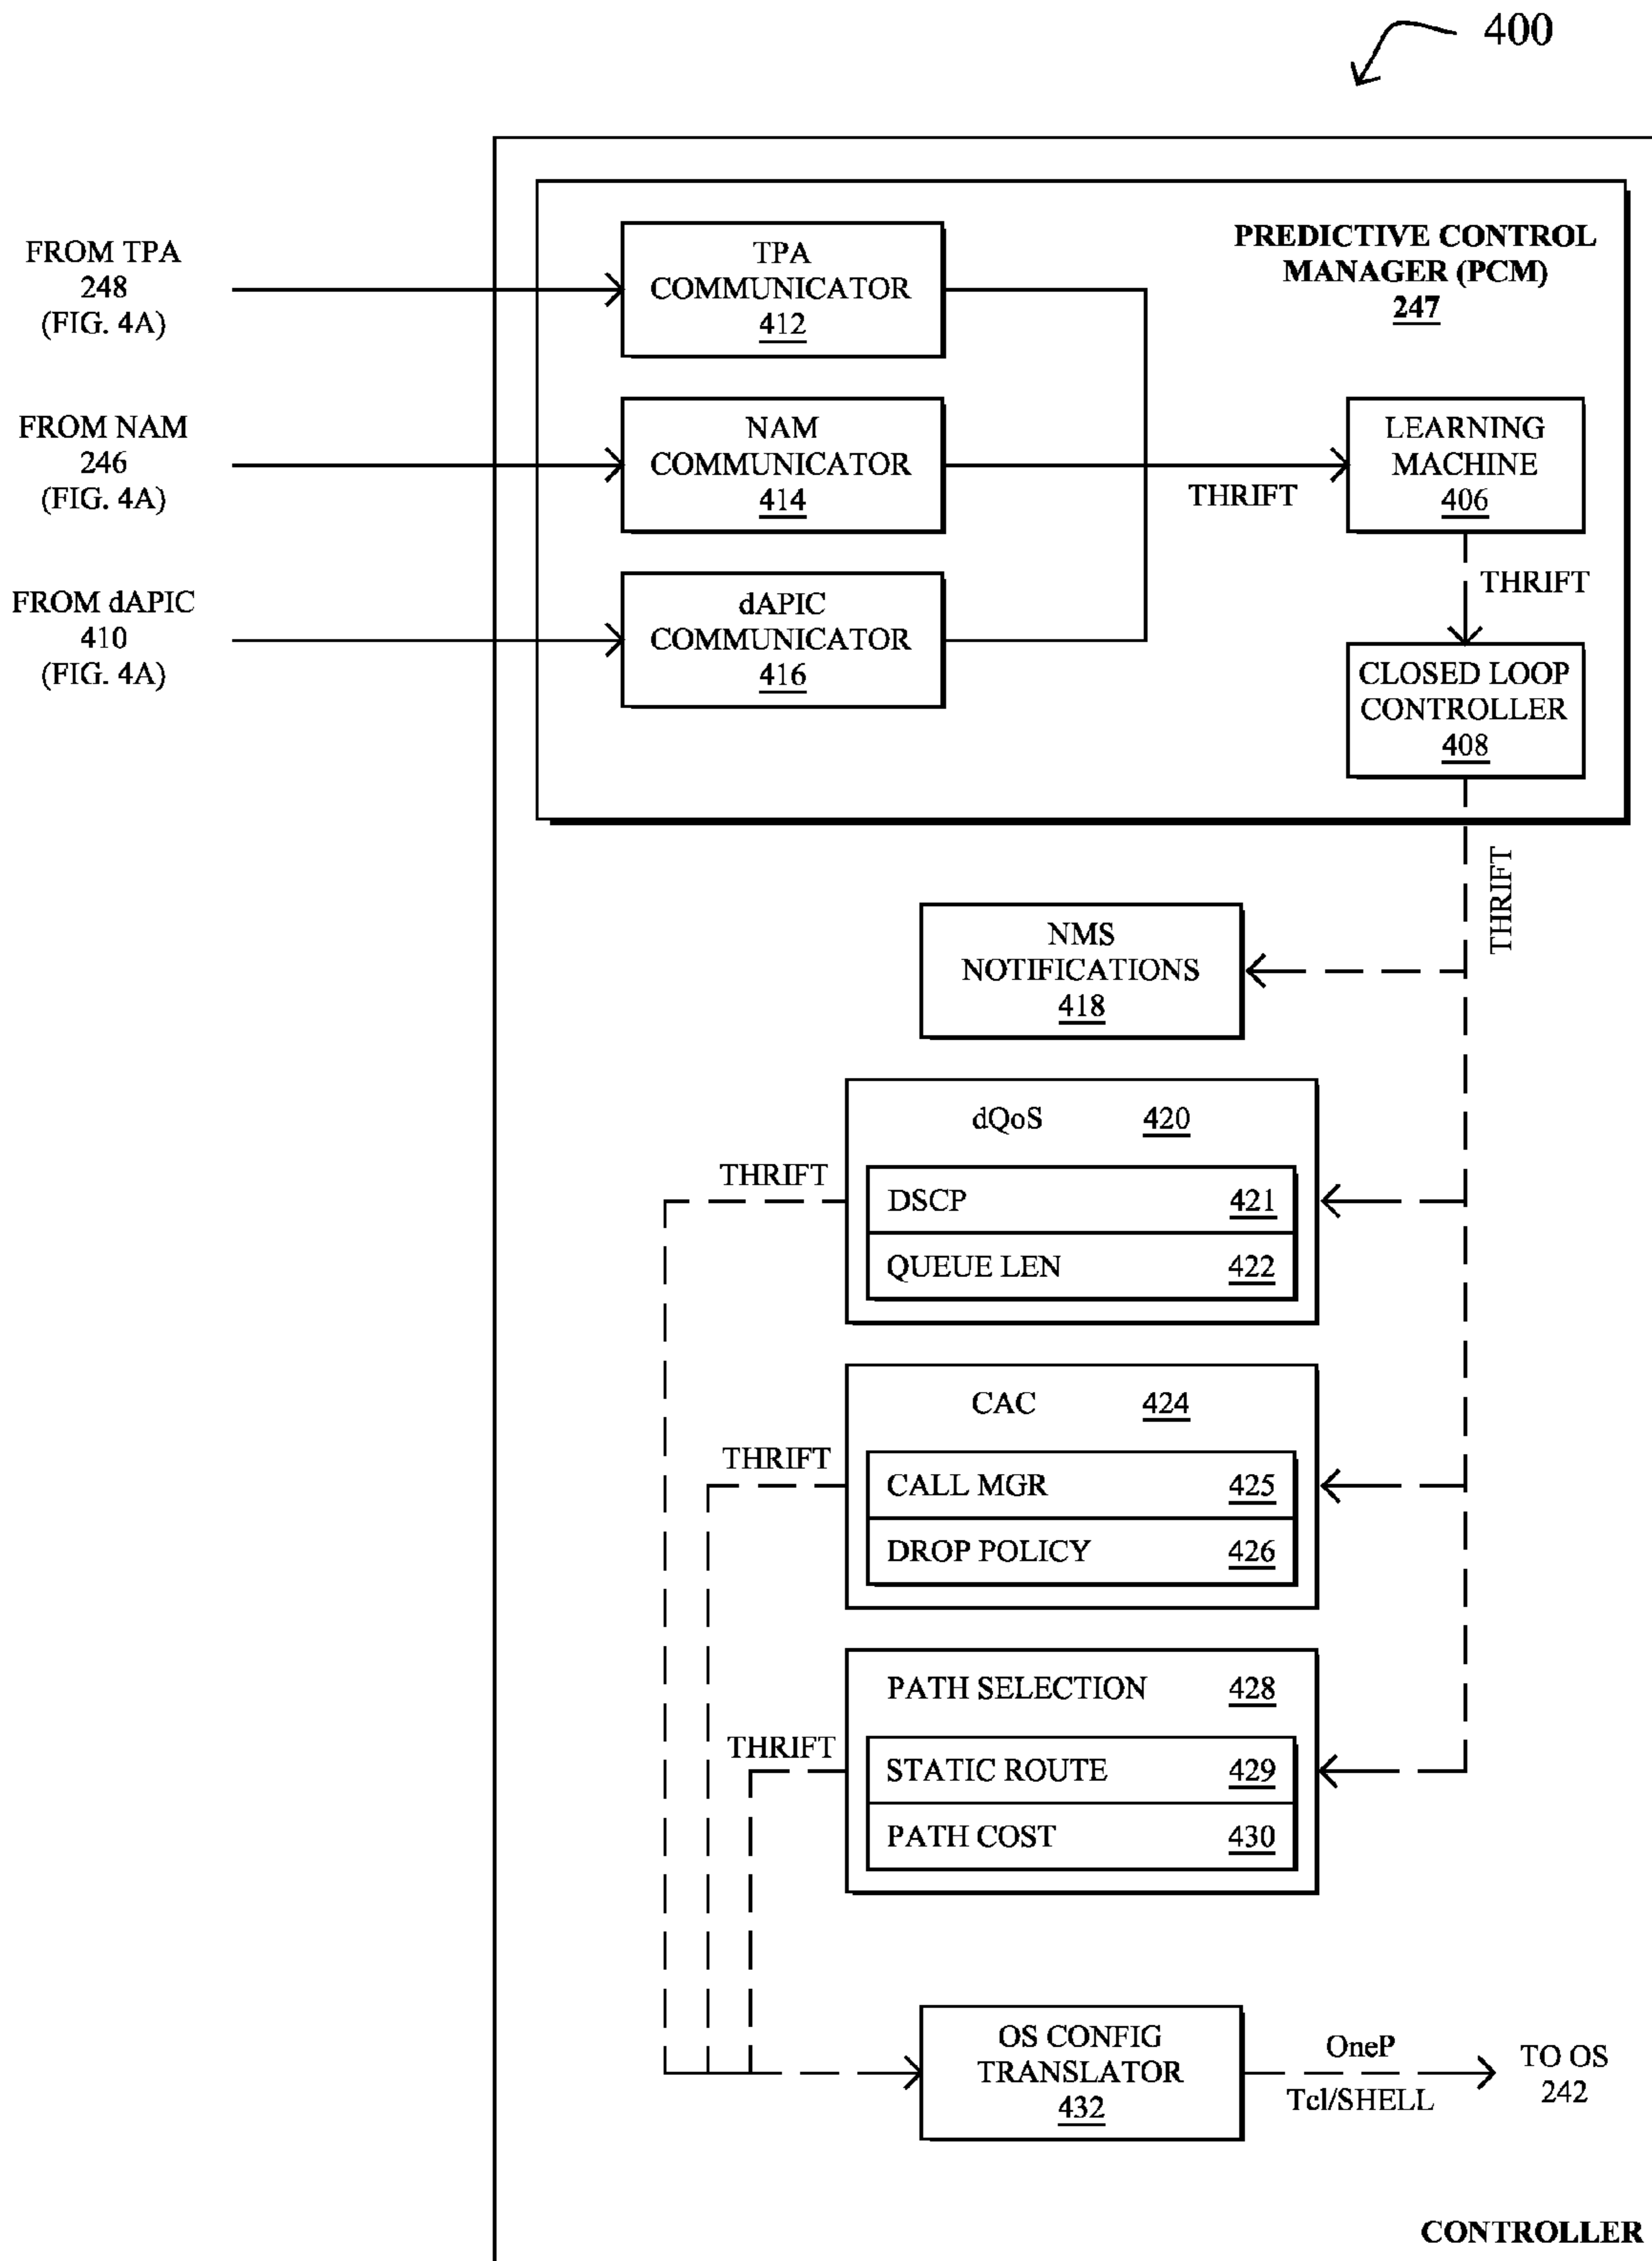 400
FROM TPA
248
(FIG. 4A)
TPA
COMMUNICATOR
412
PREDICTIVE CONTROL
MANAGER (PCM)
247
FROM NAM
246
(FIG. 4A)
NAM
COMMUNICATOR
414
THRIFT
LEARNING
MACHINE
406
THRIFT
FROM dAPIC
410
(FIG. 4A)
dAPIC
COMMUNICATOR
416
CLOSED LOOP
CONTROLLER
408
THRIFT
NMS
NOTIFICATIONS
418
dQoS 420
THRIFT
DSCP 421
QUEUE LEN 422
CAC 424
THRIFT
CALL MGR 425
DROP POLICY 426
PATH SELECTION 428
THRIFT
STATIC ROUTE 429
PATH COST 430
OS CONFIG
TRANSLATOR
432
OneP
Tcl/SHELL
TO OS
242
CONTROLLER